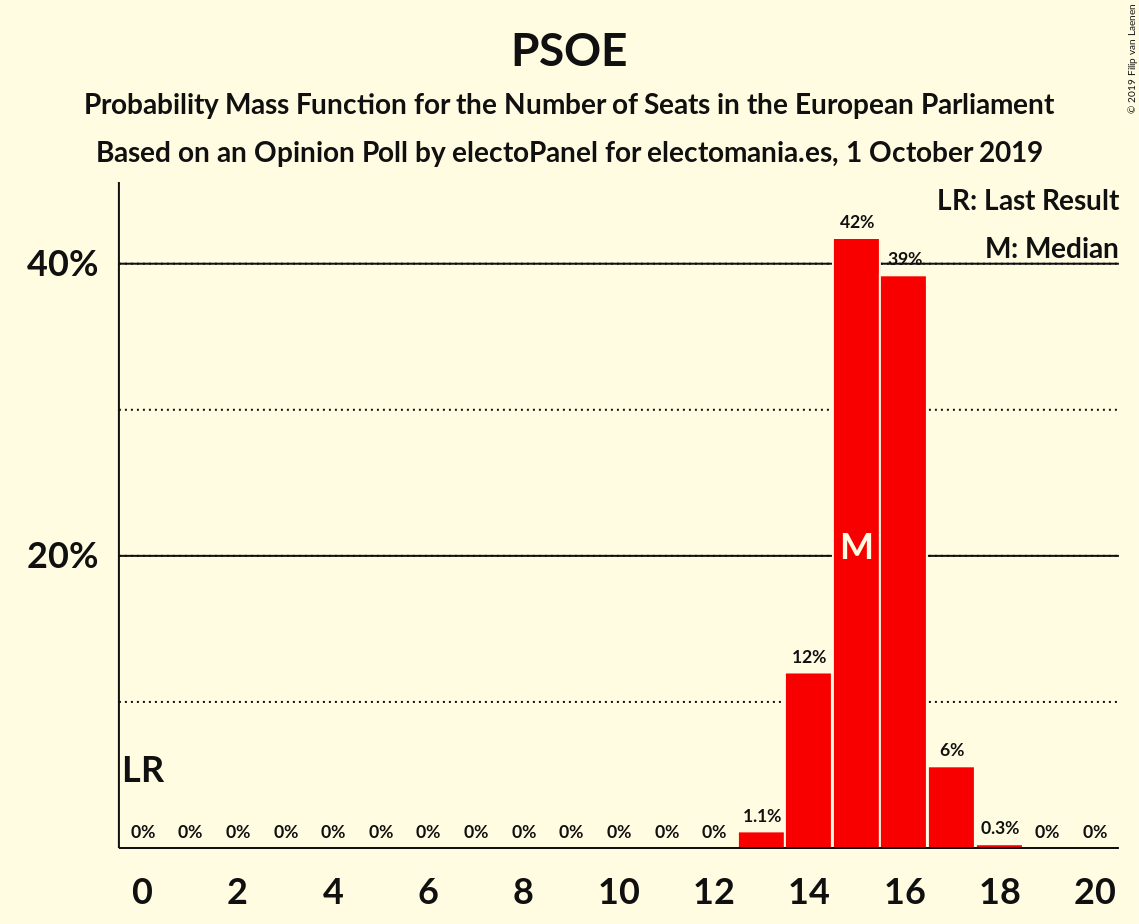 PSOE
Probability Mass Function for the Number of Seats in the European Parliament
Based on an Opinion Poll by electoPanel for electomania.es, 1 October 2019
© 2019 Filip van Laenen
LR: Last Result
M: Median
42%
39%
40%
20%
M
12%
6%
LR
1.1%
0.3%
0% 0% 0% 0% 0% 0% 0% 0% 0% 0% 0% 0% 0% 0% 0%
0 2 4 6 8 10 12 14 16 18 20